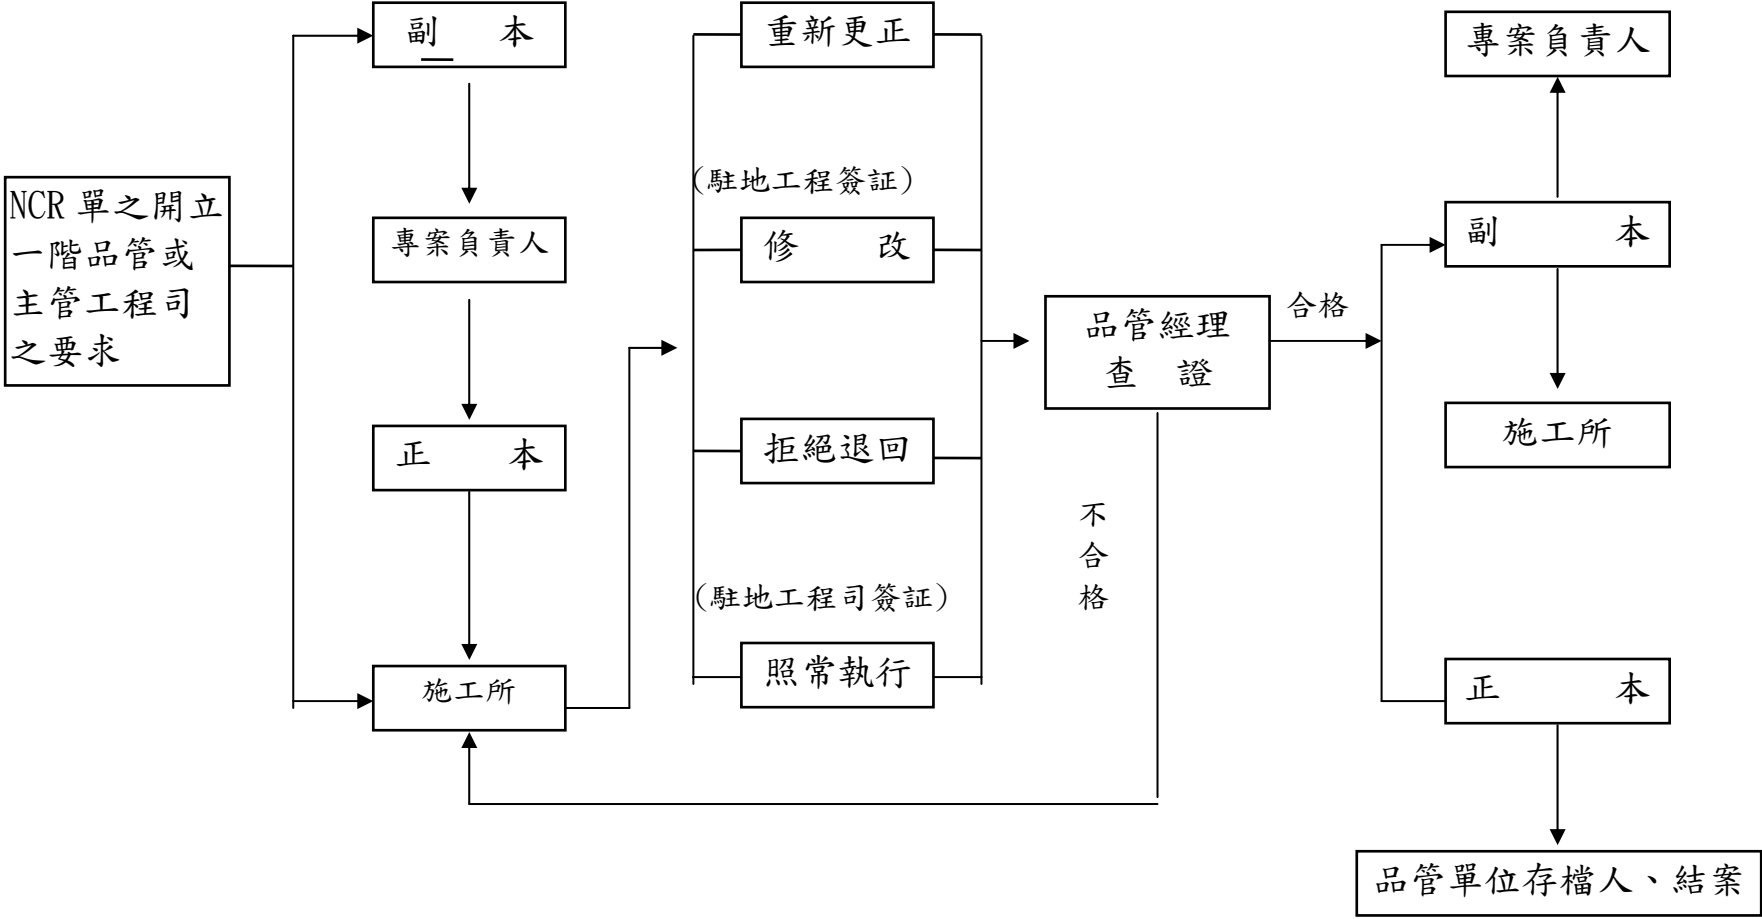 NCR 單之開立
一階品管或
主管工程司
之要求
副 本
專案負責人
正 本
施工所
重新更正
(駐地工程簽証)
修 改
拒絕退回
(駐地工程司簽証)
照常執行
品管經理
查 證
合格
不
合
格
專案負責人
副 本
施工所
正 本
品管單位存檔人、結案